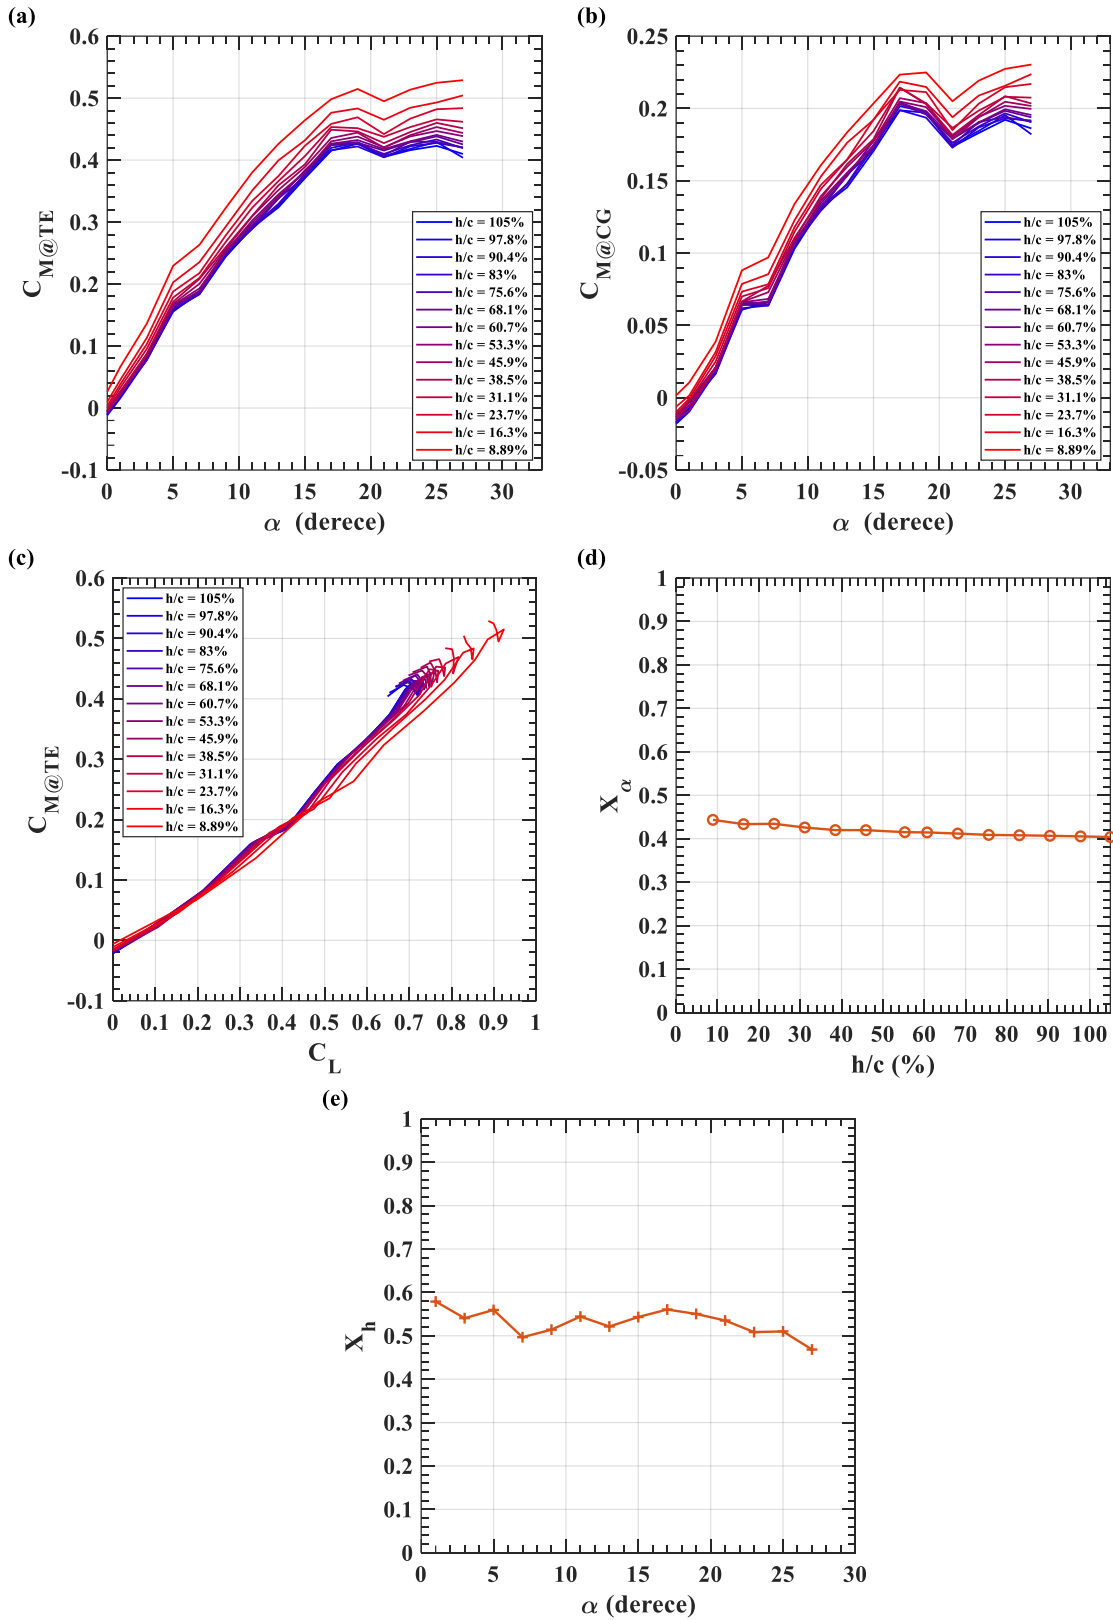 (a)
0.6
0.5
0.4
0.3
0.2
0.1
0
-0.1
C_M@TE
h/c = 105%
h/c = 97.8%
h/c = 90.4%
h/c = 83%
h/c = 75.6%
h/c = 68.1%
h/c = 60.7%
h/c = 53.3%
h/c = 45.9%
h/c = 38.5%
h/c = 31.1%
h/c = 23.7%
h/c = 16.3%
h/c = 8.89%
0 5 10 15 20 25 30
α (derece)
(b)
0.25
0.2
0.15
0.1
0.05
0
-0.05
C_M@CG
h/c = 105%
h/c = 97.8%
h/c = 90.4%
h/c = 83%
h/c = 75.6%
h/c = 68.1%
h/c = 60.7%
h/c = 53.3%
h/c = 45.9%
h/c = 38.5%
h/c = 31.1%
h/c = 23.7%
h/c = 16.3%
h/c = 8.89%
0 5 10 15 20 25 30
α (derece)
(c)
0.6
0.5
0.4
0.3
0.2
0.1
0
-0.1
C_M@TE
h/c = 105%
h/c = 97.8%
h/c = 90.4%
h/c = 83%
h/c = 75.6%
h/c = 68.1%
h/c = 60.7%
h/c = 53.3%
h/c = 45.9%
h/c = 38.5%
h/c = 31.1%
h/c = 23.7%
h/c = 16.3%
h/c = 8.89%
0 0.1 0.2 0.3 0.4 0.5 0.6 0.7 0.8 0.9 1
C_L
(d)
1
0.9
0.8
0.7
0.6
0.5
0.4
0.3
0.2
0.1
0
X_α
0 10 20 30 40 50 60 70 80 90 100
h/c (%)
(e)
1
0.9
0.8
0.7
0.6
0.5
0.4
0.3
0.2
0.1
0
X_h
0 5 10 15 20 25 30
α (derece)